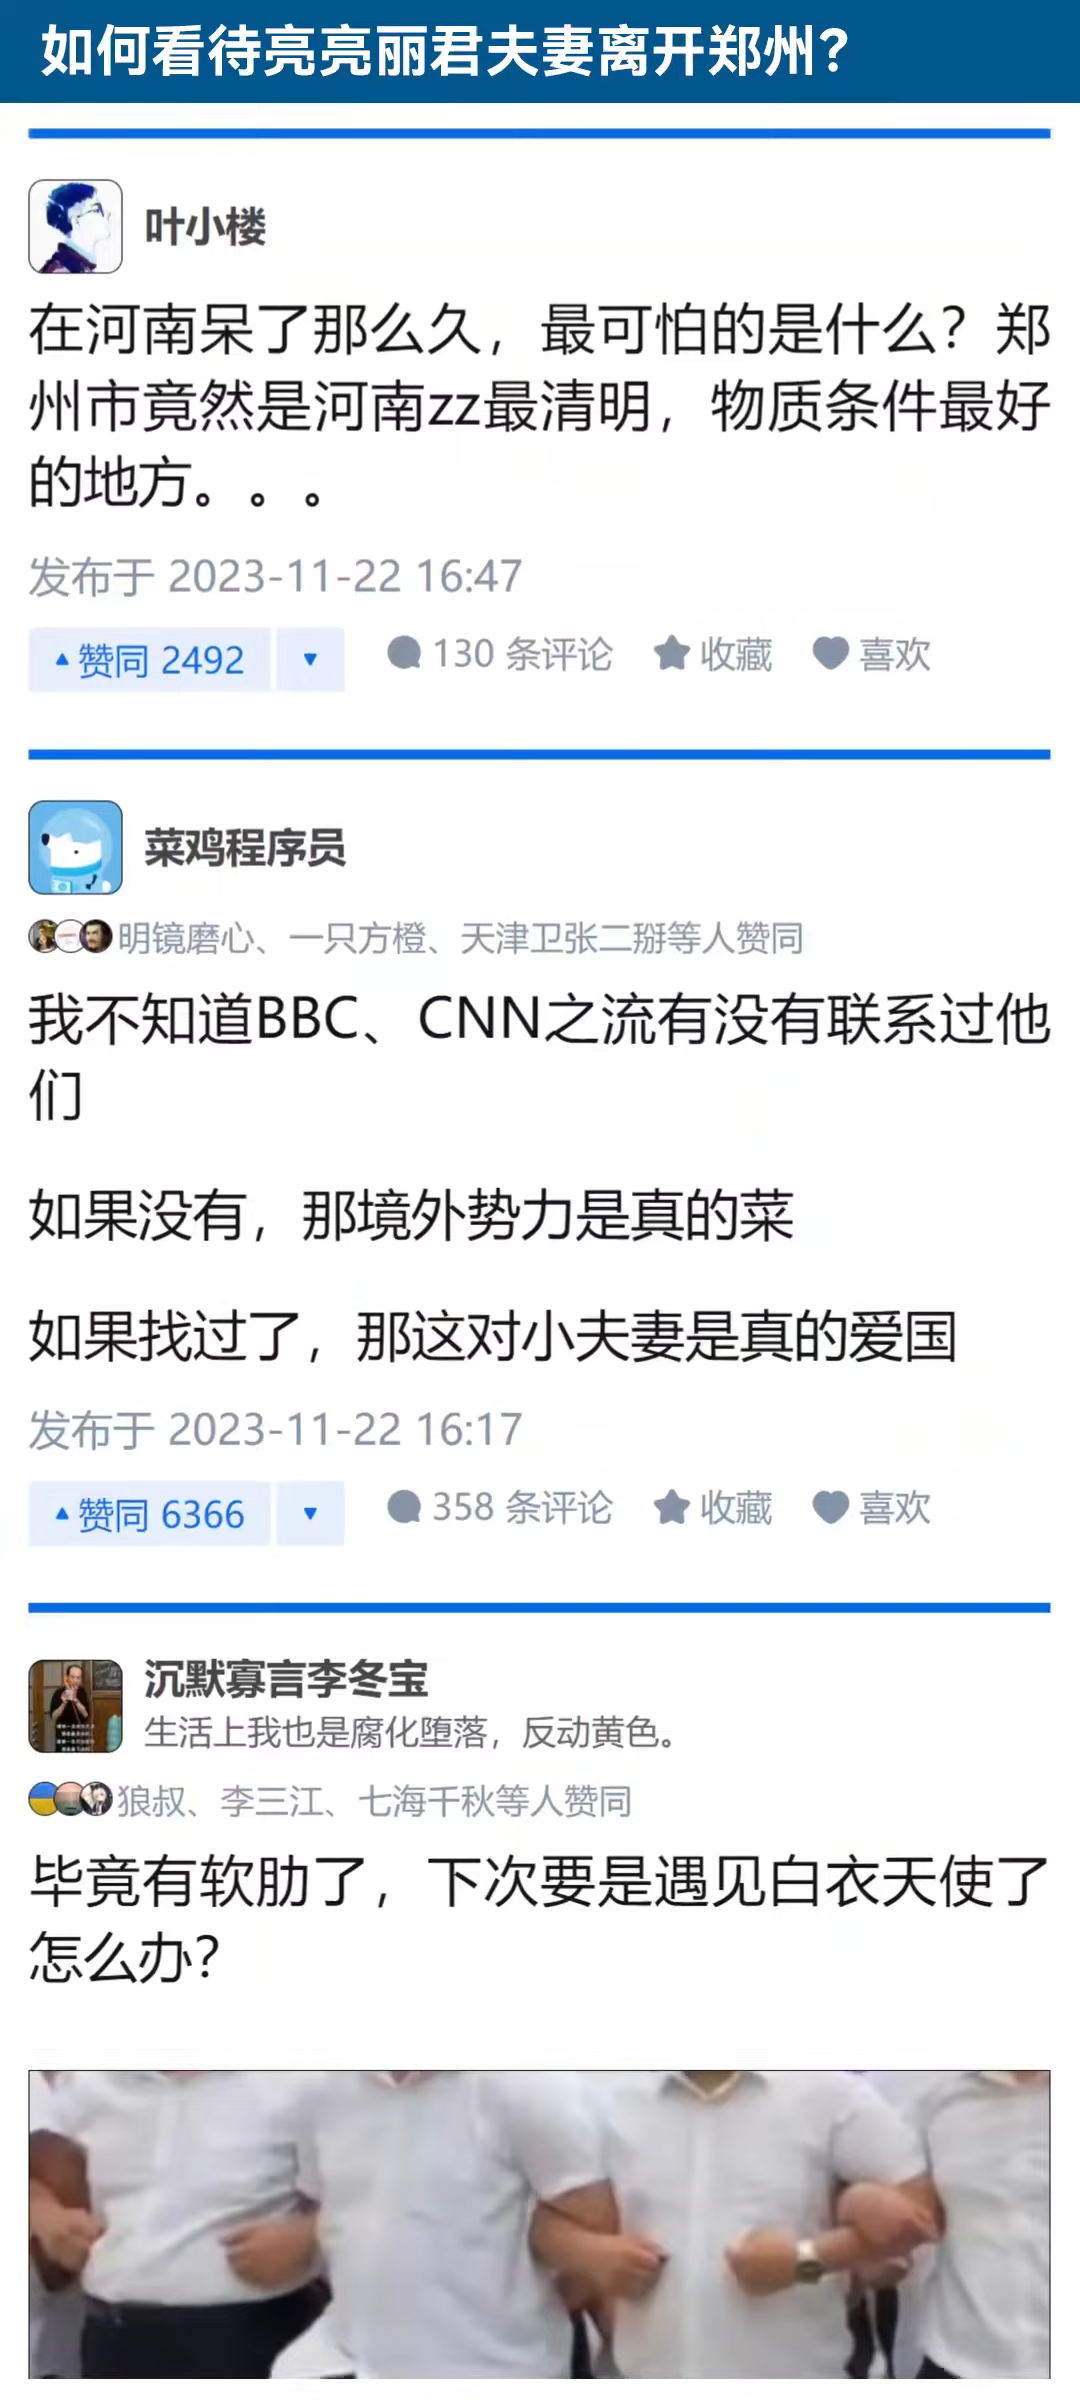 如何看待亮亮丽君夫妻离开郑州?
叶小楼
在河南呆了那么久，最可怕的是什么？郑
州市竟然是河南zz最清明，物质条件最好
的地方。。。
发布于 2023-11-22 16:47
赞同 2492 130 条评论 收藏 喜欢
菜鸡程序员
明镜磨心、一只方橙、天津卫张二掰等人赞同
我不知道BBC、CNN之流有没有联系过他
们
如果没有，那境外势力是真的菜
如果找过了，那这对小夫妻是真的爱国
发布于 2023-11-22 16:17
赞同 6366 358 条评论 收藏 喜欢
沉默寡言李冬宝
生活上我也是腐化堕落，反动黄色。
狼叔、李三江、七海千秋等人赞同
毕竟有软肋了，下次要是遇见白衣天使了
怎么办?